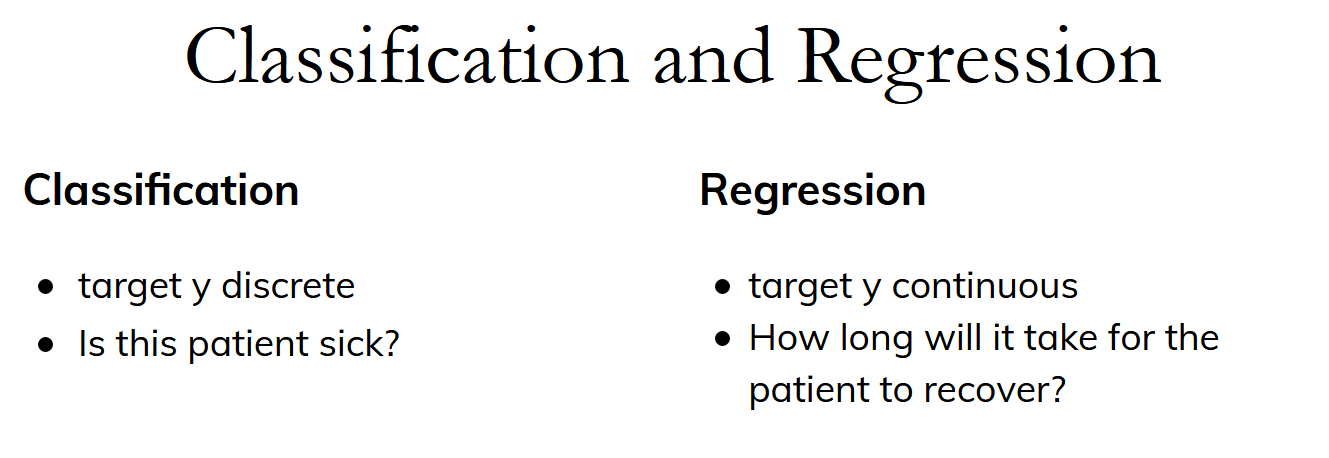 Classification and Regression
Classification
• target y discrete
• Is this patient sick?
Regression
• target y continuous
• How long will it take for the
patient to recover?